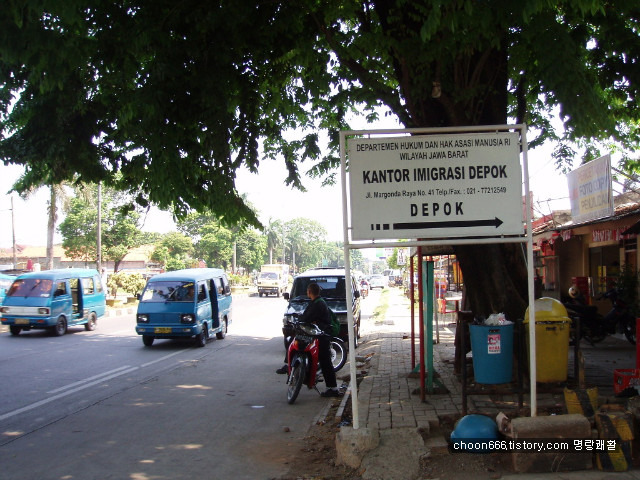 DEPARTEMEN HUKUM DAN HAK ASASI MANUSIA RI
WILAYAH JAWA BARAT
KANTOR IMIGRASI DEPOK
Jl. Margonda Raya No. 41 Telp./Fax. : 021 - 77212549
DEPOK
choon666.tistory.com 명랑쾌활